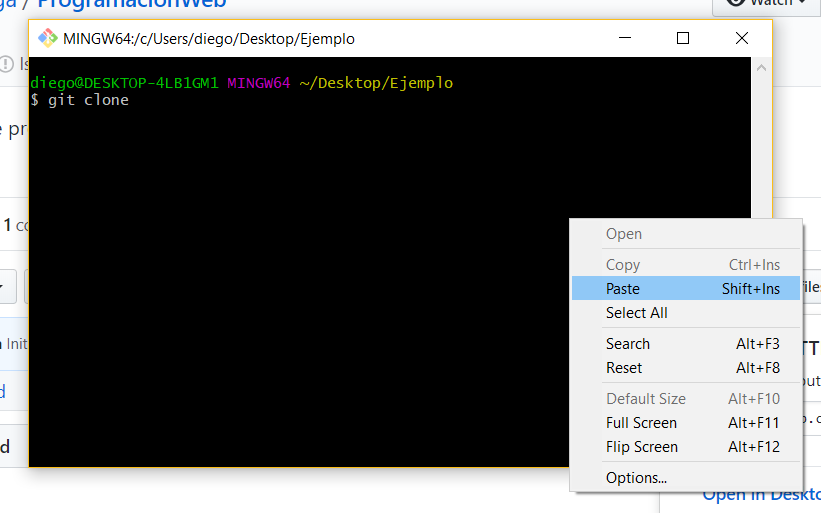 ProgramacionWeb
Watch
MINGW64:/c/Users/diego/Desktop/Ejemplo
diego@DESKTOP-4LB1GM1 MINGW64 ~/Desktop/Ejemplo
$ git clone
1
Open
Copy Ctrl+Ins
Paste Shift+Ins
Select All
Search Alt+F3
Reset Alt+F8
Default Size Alt+F10
Full Screen Alt+F11
Flip Screen Alt+F12
Options...
Init
Open in Deskto